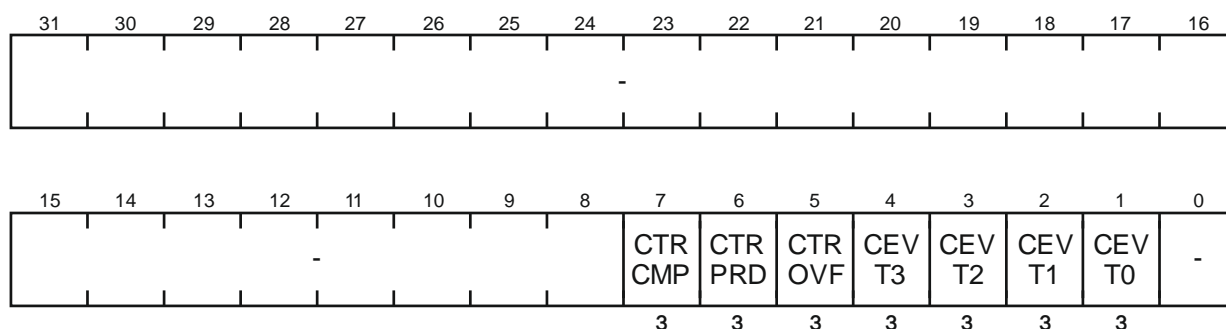 31 30 29 28 27 26 25 24 23 22 21 20 19 18 17 16
-
15 14 13 12 11 10 9 8 7 6 5 4 3 2 1 0
CTR CTR CTR CEV CEV CEV CEV
- CMP PRD OVF T3 T2 T1 T0 -
3 3 3 3 3 3 3